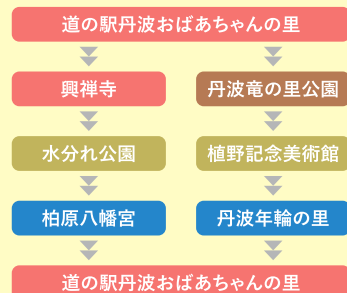 道の駅丹波おばあちゃんの里
興禅寺
丹波竜の里公園
水分れ公園
植野記念美術館
柏原八幡宮
丹波年輪の里
道の駅丹波おばあちゃんの里